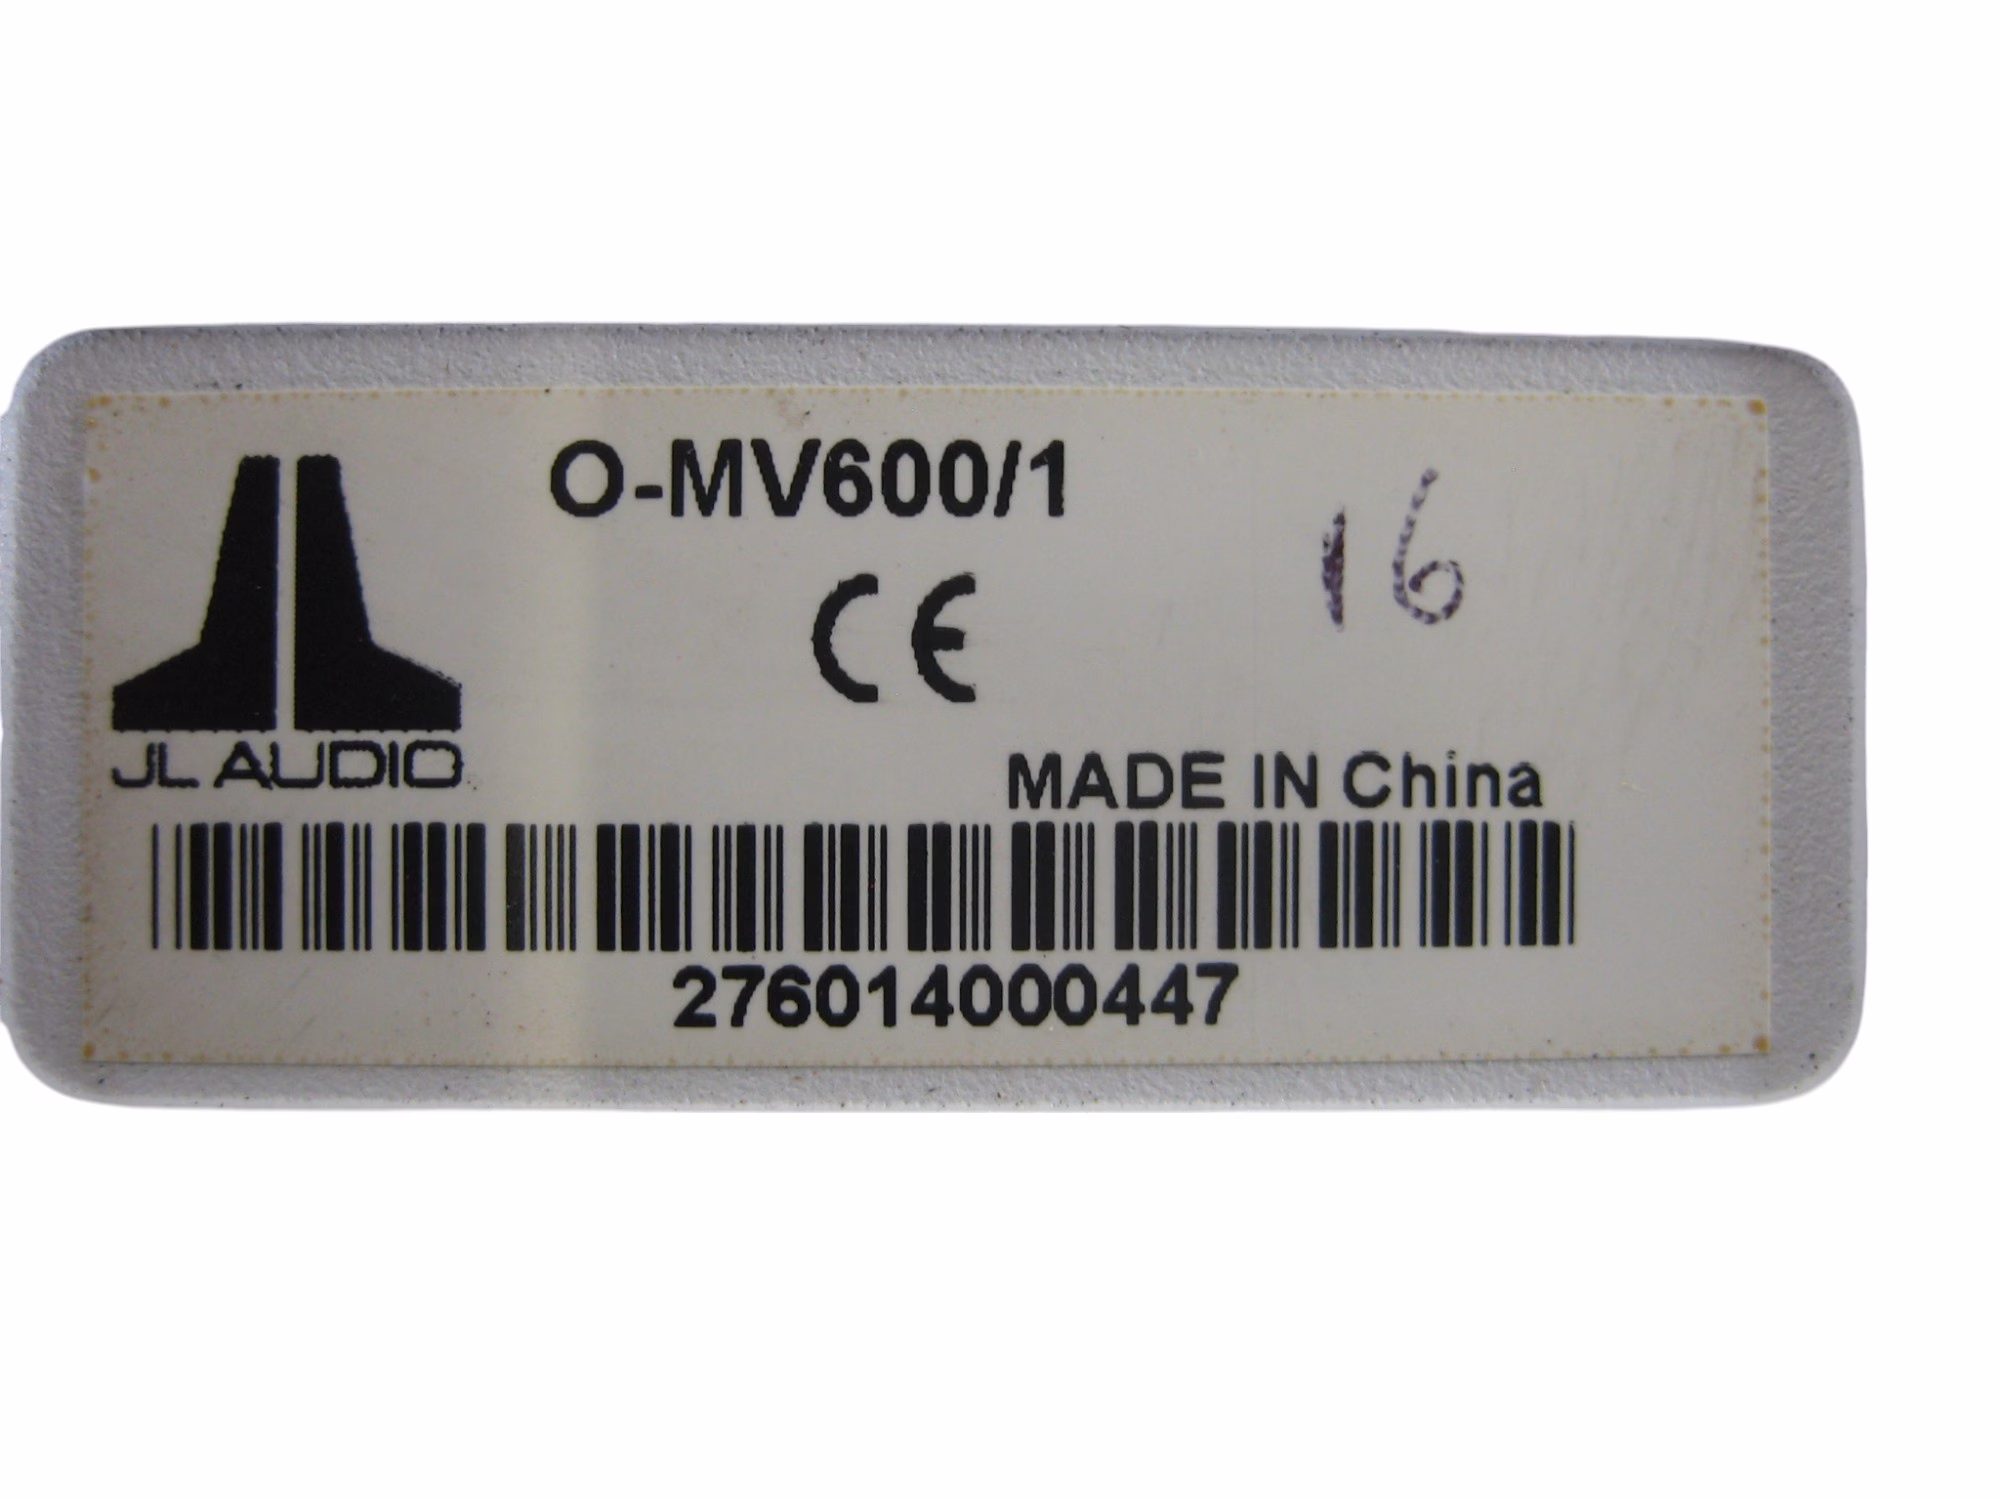 O-MV600/1
16
CE
JL AUDIO
MADE IN China
276014000447